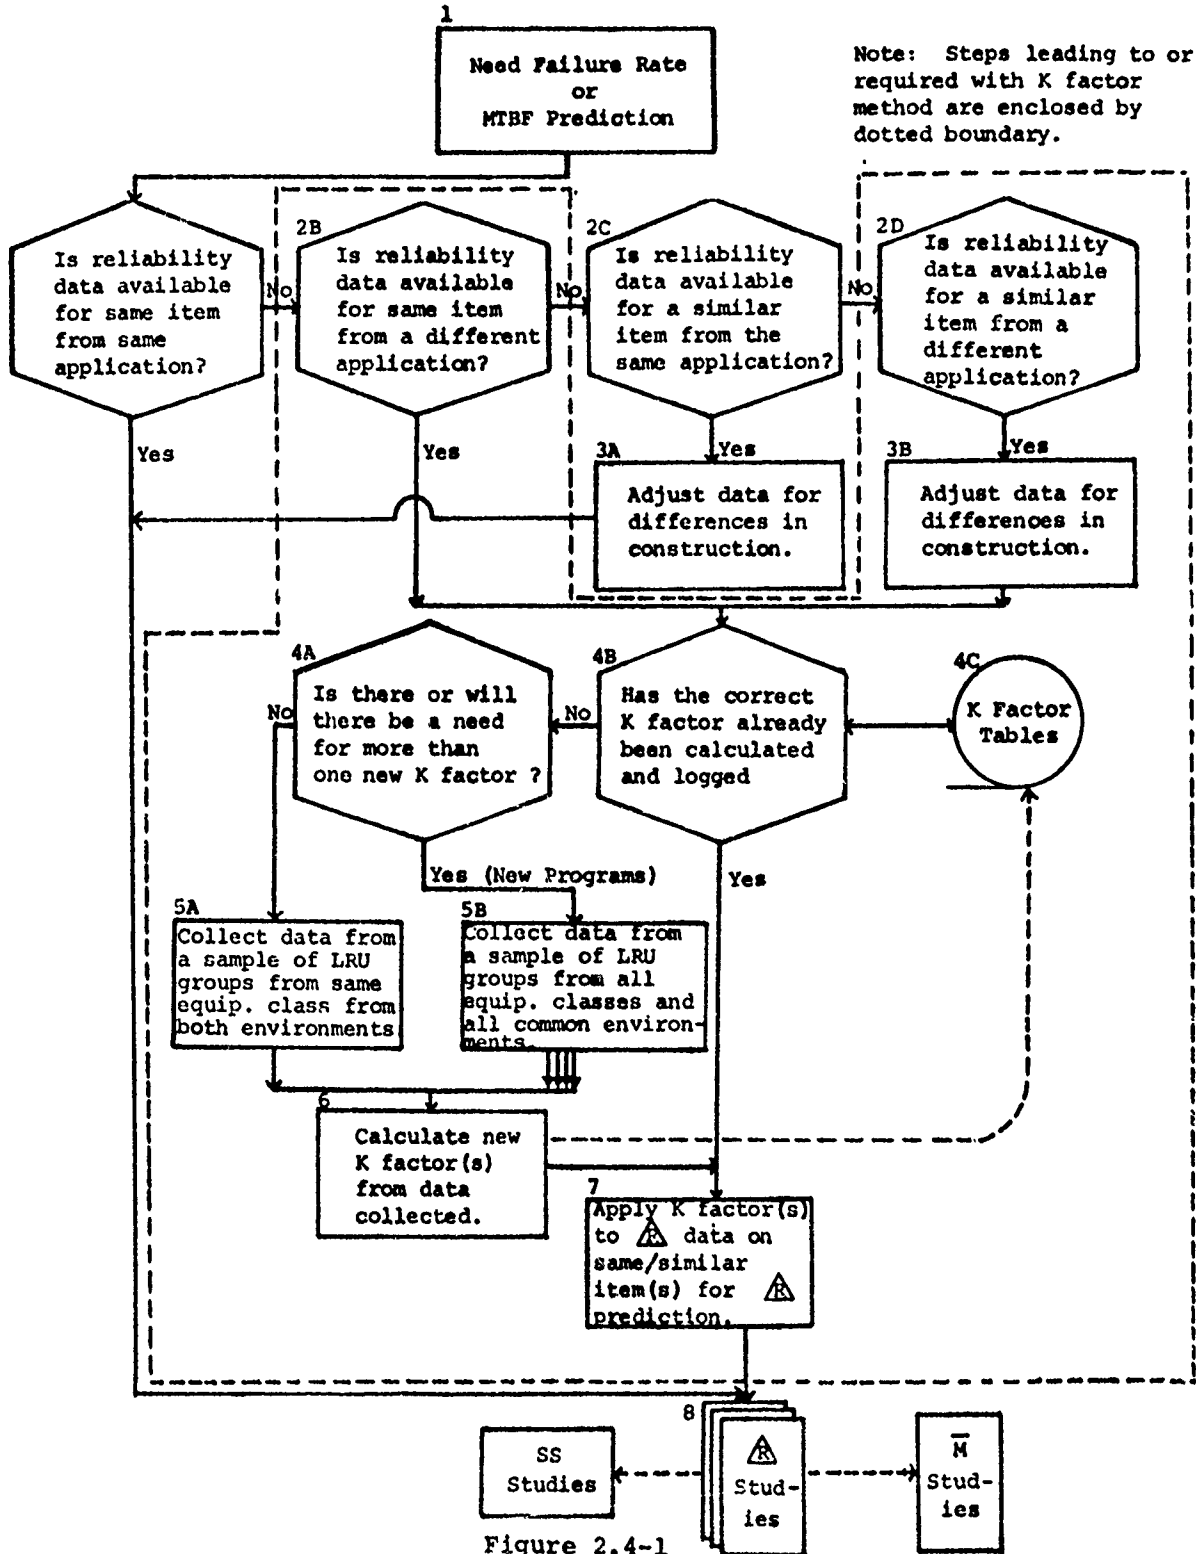 1
Need Failure Rate
or
MTBF Prediction
Note: Steps leading to or
required with K factor
method are enclosed by
dotted boundary.
Is reliability
data available
for same item
from same
application?
No
2B
Is reliability
data available
for same item
from a different
application?
No
2C
Is reliability
data available
for a similar
item from the
same application?
No
2D
Is reliability
data available
for a similar
item from a
different
application?
Yes
Yes
Yes
Yes
3A
Adjust data for
differences in
construction.
3B
Adjust data for
differences in
construction.
4A
Is there or will
there be a need
for more than
one new K factor ?
No
Yes (New Programs)
4B
Has the correct
K factor already
been calculated
and logged
No
Yes
4C
K Factor
Tables
5A
Collect data from
a sample of LRU
groups from same
equip. class from
both environments
5B
Collect data from
a sample of LRU
groups from all
equip. classes and
all common environ-
ments.
6
Calculate new
K factor(s)
from data
collected.
7
Apply K factor(s)
to R data on
same/similar
item(s) for R
prediction.
8
SS
Studies
R
Stud-
ies
M̅
Stud-
ies
Figure 2.4-1